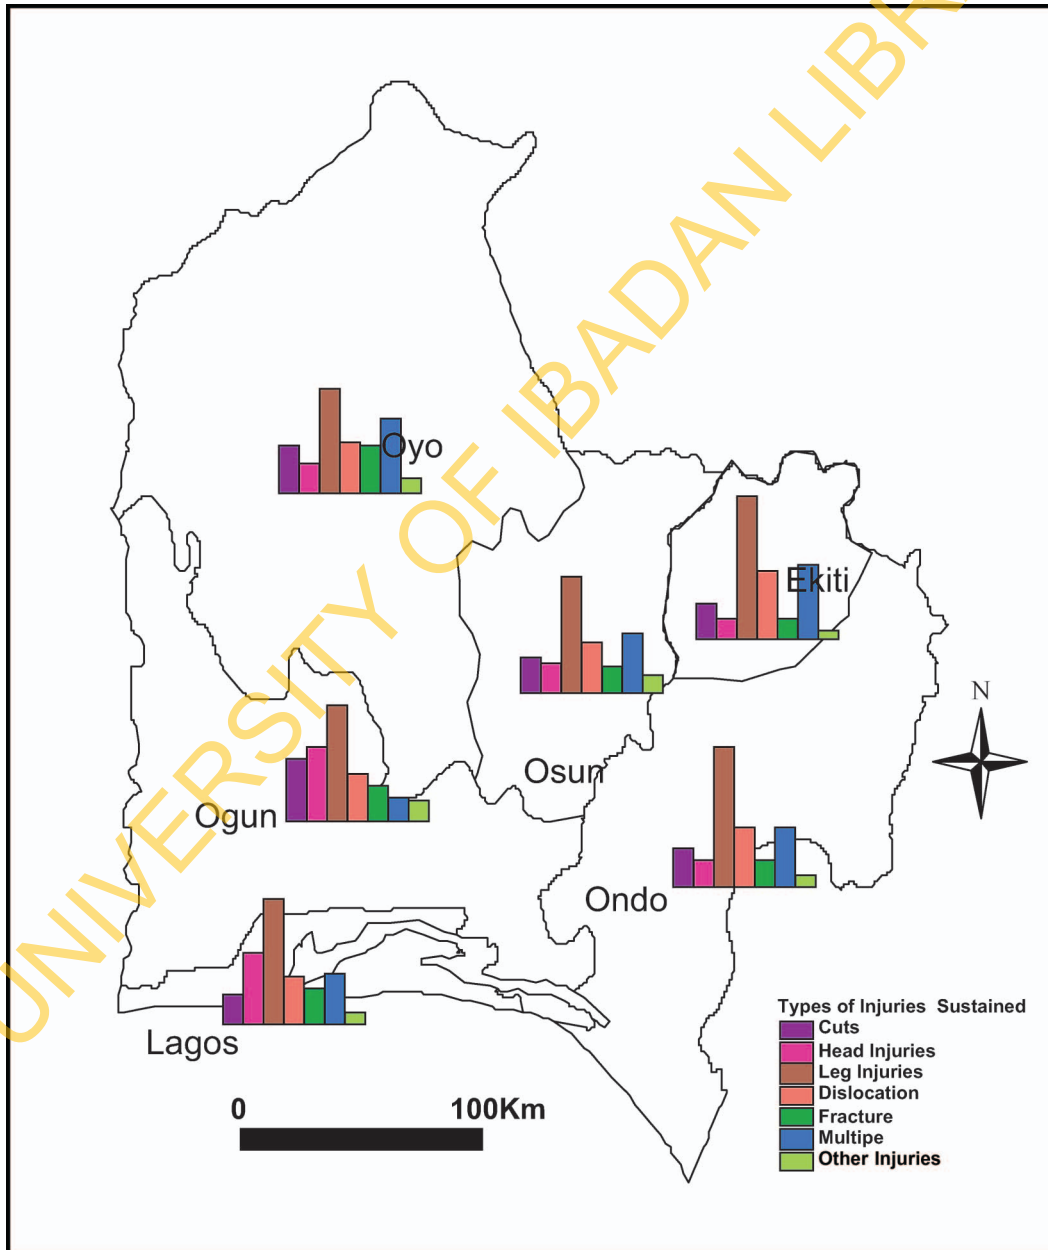 UNIVERSITY OF IBADAN LIBR
Oyo
Ekiti
N
Osun
Ogun
Ondo
Lagos
Types of Injuries Sustained
Cuts
Head Injuries
Leg Injuries
Dislocation
Fracture
Multipe
Other Injuries
0 100Km